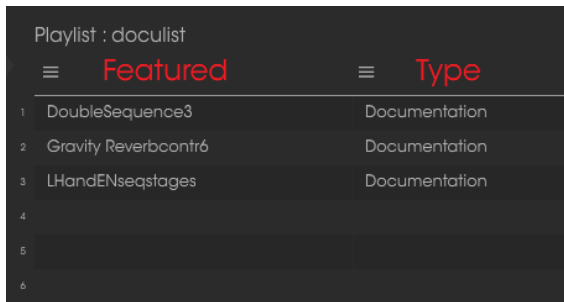 Playlist : doculist
Featured Type
1 DoubleSequence3 Documentation
2 Gravity Reverbcontr6 Documentation
3 LHandENseqstages Documentation
4
5
6